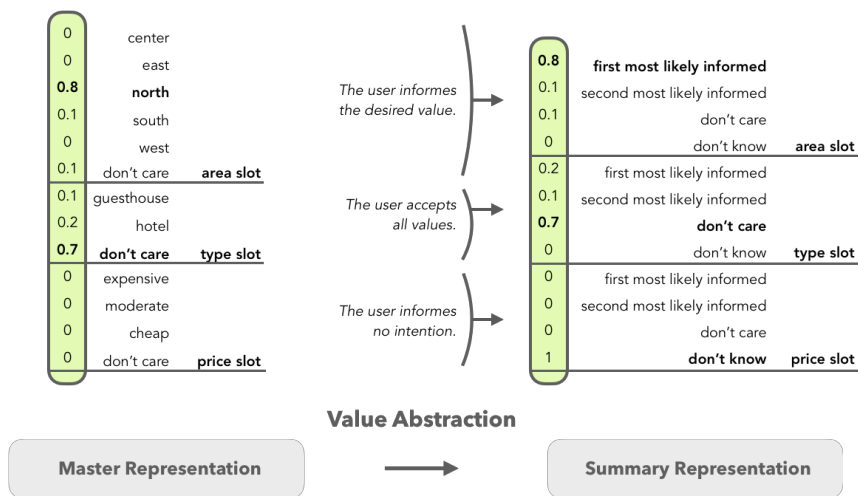 0 center
0 east
0.8 north
0.1 south
0 west
0.1 don't care area slot
0.1 guesthouse
0.2 hotel
0.7 don't care type slot
0 expensive
0 moderate
0 cheap
0 don't care price slot
The user informes
the desired value.
The user accepts
all values.
The user informes
no intention.
0.8 first most likely informed
0.1 second most likely informed
0.1 don't care
0 don't know area slot
0.2 first most likely informed
0.1 second most likely informed
0.7 don't care
0 don't know type slot
0 first most likely informed
0 second most likely informed
0 don't care
1 don't know price slot
Value Abstraction
Master Representation
Summary Representation